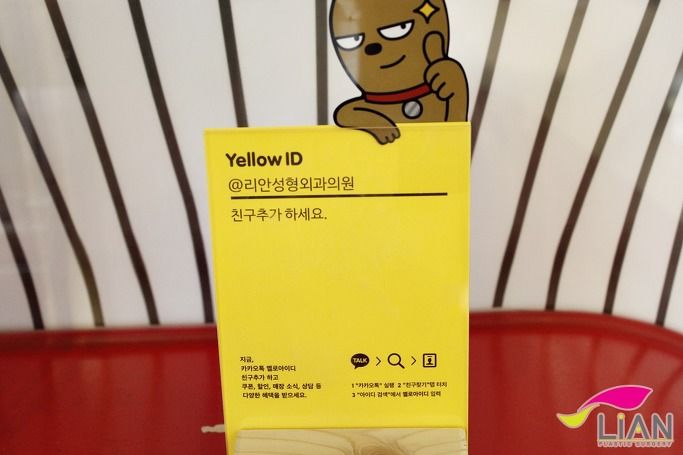 Yellow ID
@리안성형외과의원
친구추가 하세요.
지금,
카카오톡 옐로아이디
친구추가 하고
쿠폰, 할인, 매장 소식, 상담 등
다양한 혜택을 받으세요.
TALK > >
1 "카카오톡" 실행 2 "친구찾기"탭 터치
3 "아이디 검색"에서 옐로아이디 입력
LiAN
PLASTIC SURGERY